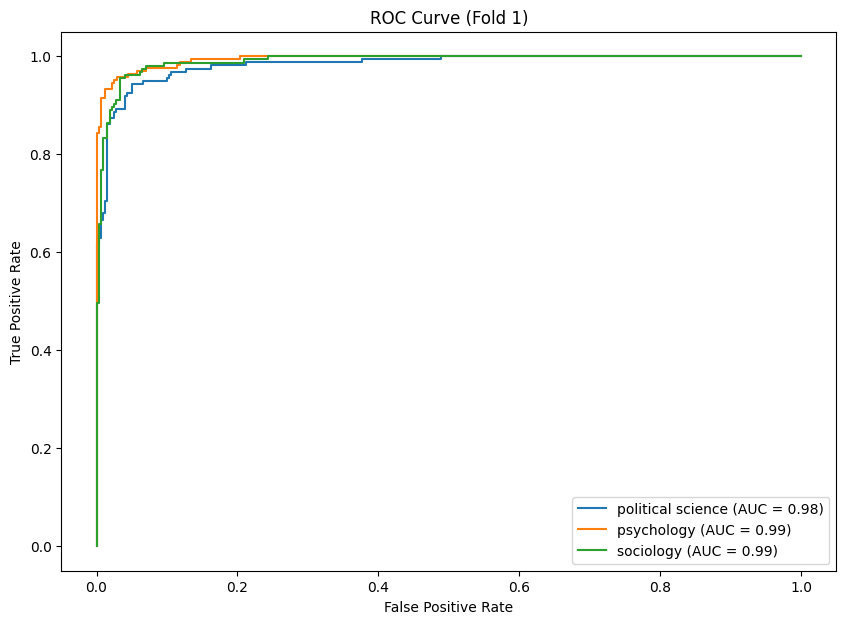 ROC Curve (Fold 1)
True Positive Rate
1.0
0.8
0.6
0.4
0.2
0.0
political science (AUC = 0.98)
psychology (AUC = 0.99)
sociology (AUC = 0.99)
0.0 0.2 0.4 0.6 0.8 1.0
False Positive Rate